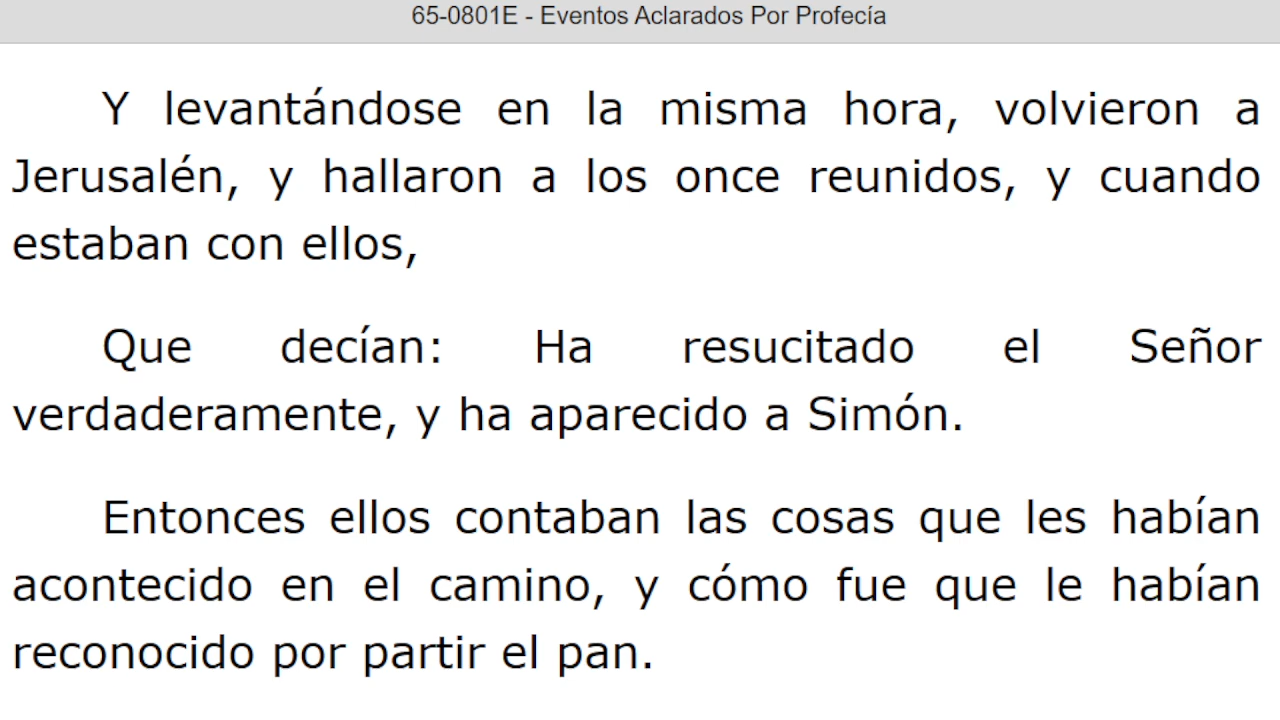 65-0801E - Eventos Aclarados Por Profecía
Y levantándose en la misma hora, volvieron a
Jerusalén, y hallaron a los once reunidos, y cuando
estaban con ellos,
Que decían: Ha resucitado el Señor
verdaderamente, y ha aparecido a Simón.
Entonces ellos contaban las cosas que les habían
acontecido en el camino, y cómo fue que le habían
reconocido por partir el pan.